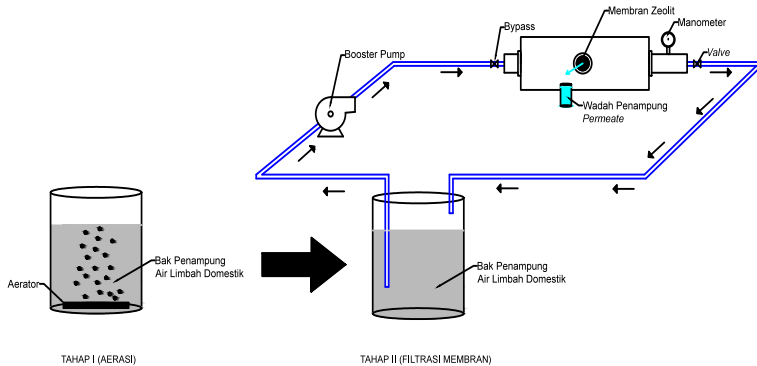 Membran Zeolit
Manometer
Bypass
Valve
Booster Pump
Wadah Penampung
Permeate
Bak Penampung
Air Limbah Domestik
Aerator
Bak Penampung
Air Limbah Domestik
TAHAP I (AERASI)
TAHAP II (FILTRASI MEMBRAN)